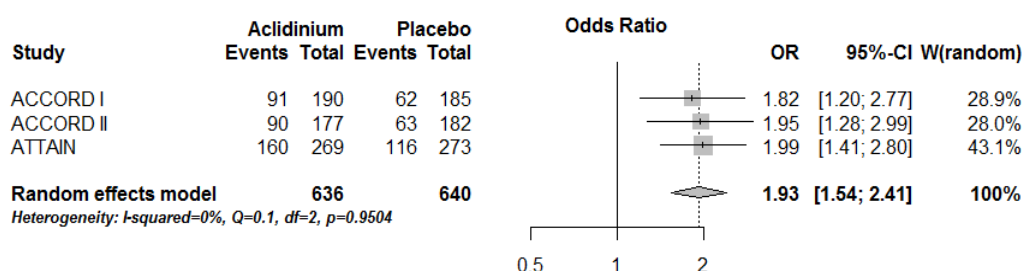 Aclidinium Placebo Odds Ratio
Study Events Total Events Total OR 95%-CI W(random)
ACCORD I 91 190 62 185 1.82 [1.20; 2.77] 28.9%
ACCORD II 90 177 63 182 1.95 [1.28; 2.99] 28.0%
ATTAIN 160 269 116 273 1.99 [1.41; 2.80] 43.1%
Random effects model 636 640 1.93 [1.54; 2.41] 100%
Heterogeneity: I-squared=0%, Q=0.1, df=2, p=0.9504
0.5 1 2